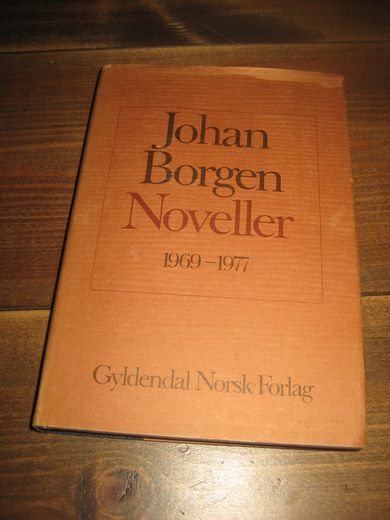 Johan
Borgen
Noveller
1969–1977
Gyldendal Norsk Forlag